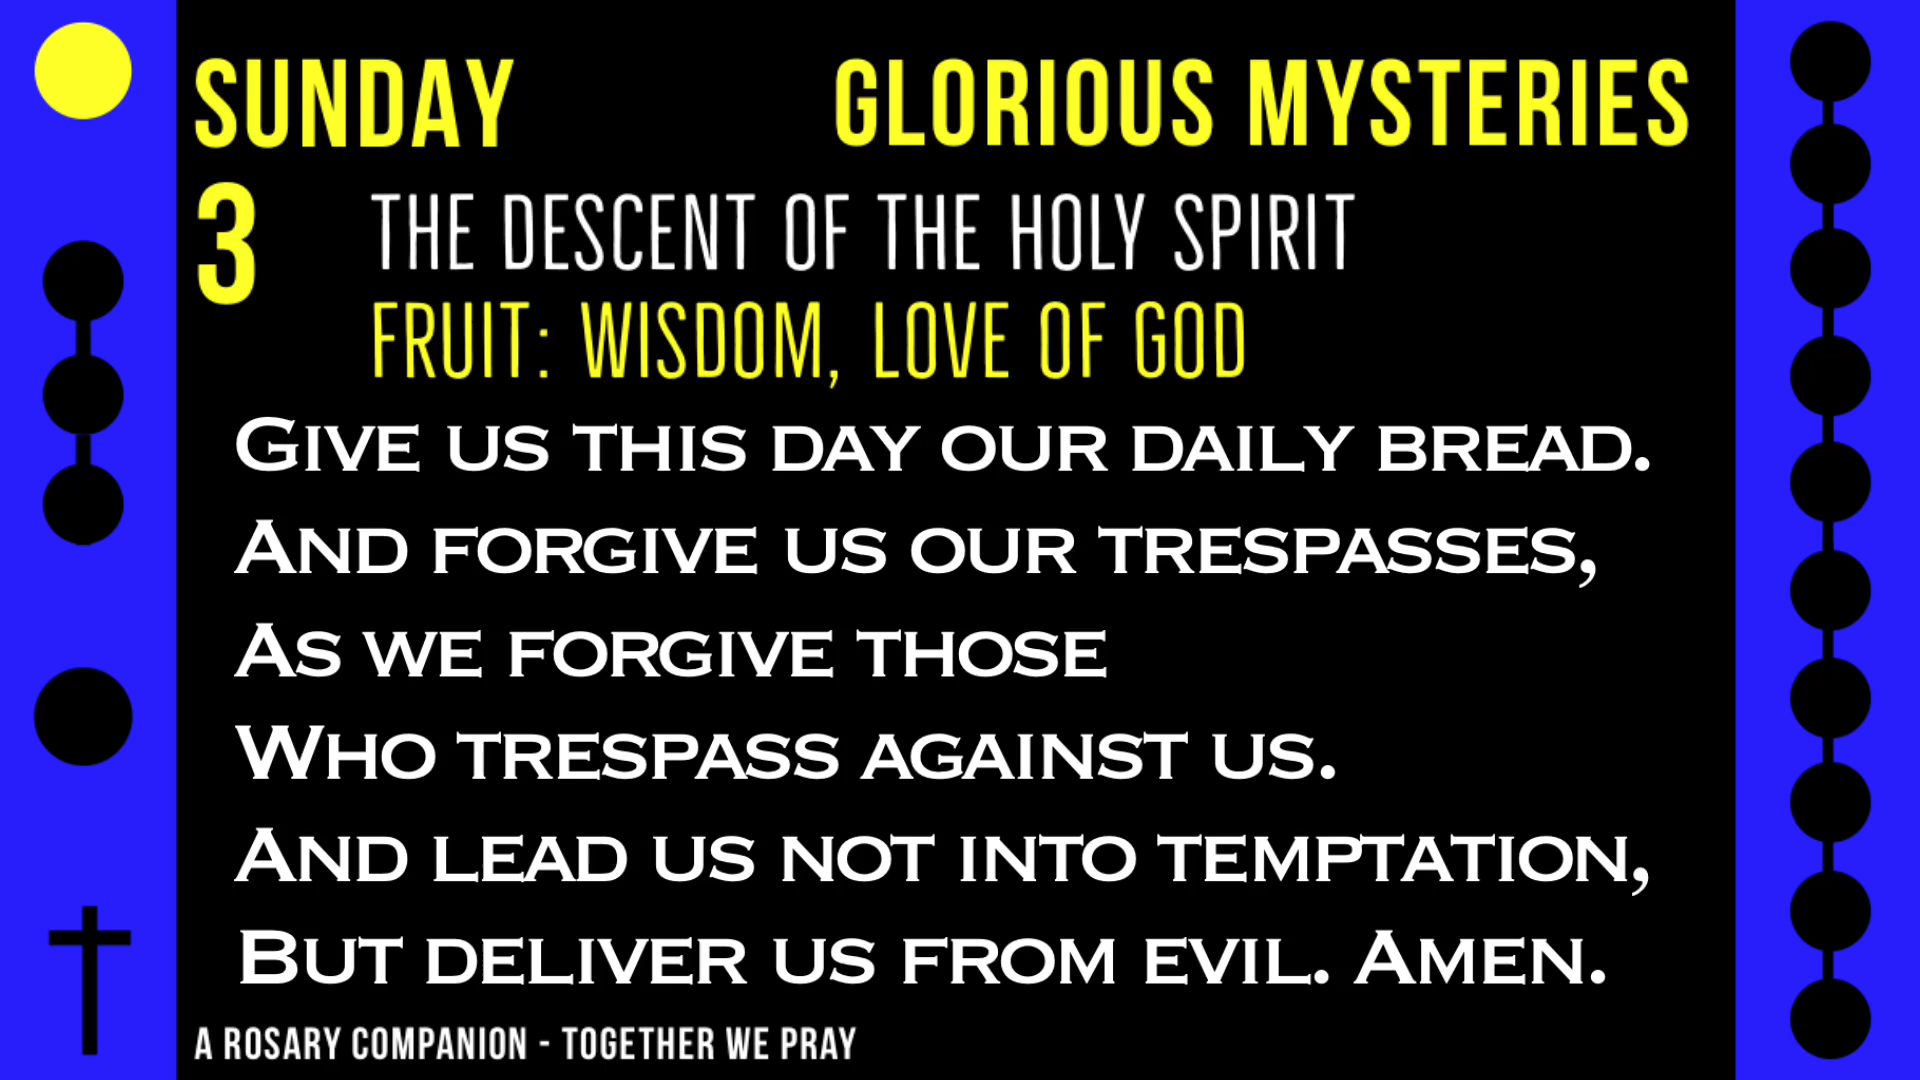 SUNDAY GLORIOUS MYSTERIES
3 THE DESCENT OF THE HOLY SPIRIT
FRUIT: WISDOM, LOVE OF GOD
GIVE US THIS DAY OUR DAILY BREAD.
AND FORGIVE US OUR TRESPASSES,
AS WE FORGIVE THOSE
WHO TRESPASS AGAINST US.
AND LEAD US NOT INTO TEMPTATION,
BUT DELIVER US FROM EVIL. AMEN.
A ROSARY COMPANION - TOGETHER WE PRAY